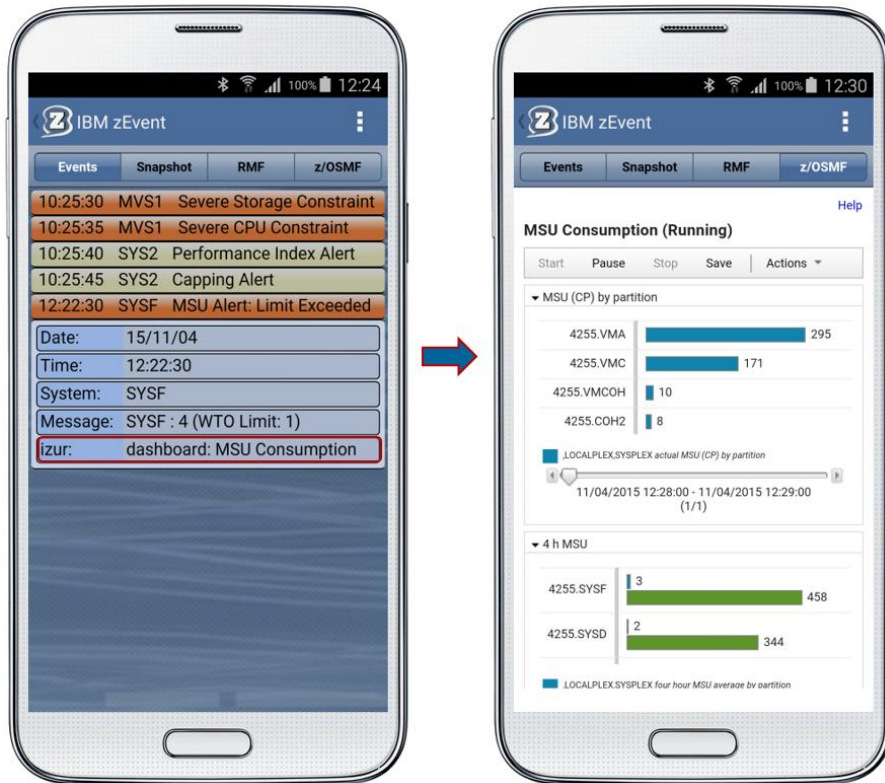 100% 12:24
IBM zEvent
Events Snapshot RMF z/OSMF
10:25:30 MVS1 Severe Storage Constraint
10:25:35 MVS1 Severe CPU Constraint
10:25:40 SYS2 Performance Index Alert
10:25:45 SYS2 Capping Alert
12:22:30 SYSF MSU Alert: Limit Exceeded
Date: 15/11/04
Time: 12:22:30
System: SYSF
Message: SYSF : 4 (WTO Limit: 1)
izur: dashboard: MSU Consumption
100% 12:30
IBM zEvent
Events Snapshot RMF z/OSMF
Help
MSU Consumption (Running)
Start Pause Stop Save Actions
MSU (CP) by partition
4255.VMA 295
4255.VMC 171
4255.VMCOH 10
4255.COH2 8
,LOCALPLEX,SYSPLEX actual MSU (CP) by partition
11/04/2015 12:28:00 - 11/04/2015 12:29:00
(1/1)
4 h MSU
4255.SYSF 3
458
4255.SYSD 2
344
,LOCALPLEX,SYSPLEX four hour MSU average by partition